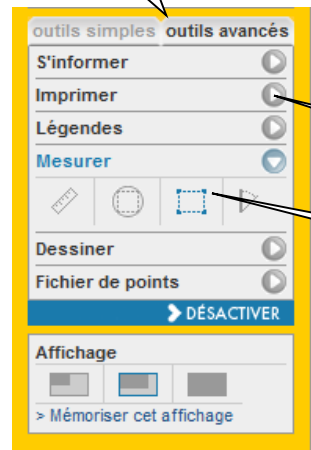 outils simples outils avancés
S'informer
Imprimer
Légendes
Mesurer
Dessiner
Fichier de points
DÉSACTIVER
Affichage
> Mémoriser cet affichage